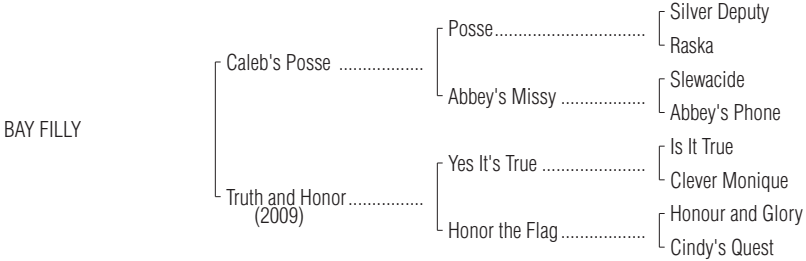 Silver Deputy
Posse..............................
Raska
Caleb's Posse .................
Slewacide
Abbey's Missy .................
Abbey's Phone
BAY FILLY
Is It True
Yes It's True .....................
Clever Monique
Truth and Honor...............
(2009)
Honour and Glory
Honor the Flag.................
Cindy's Quest